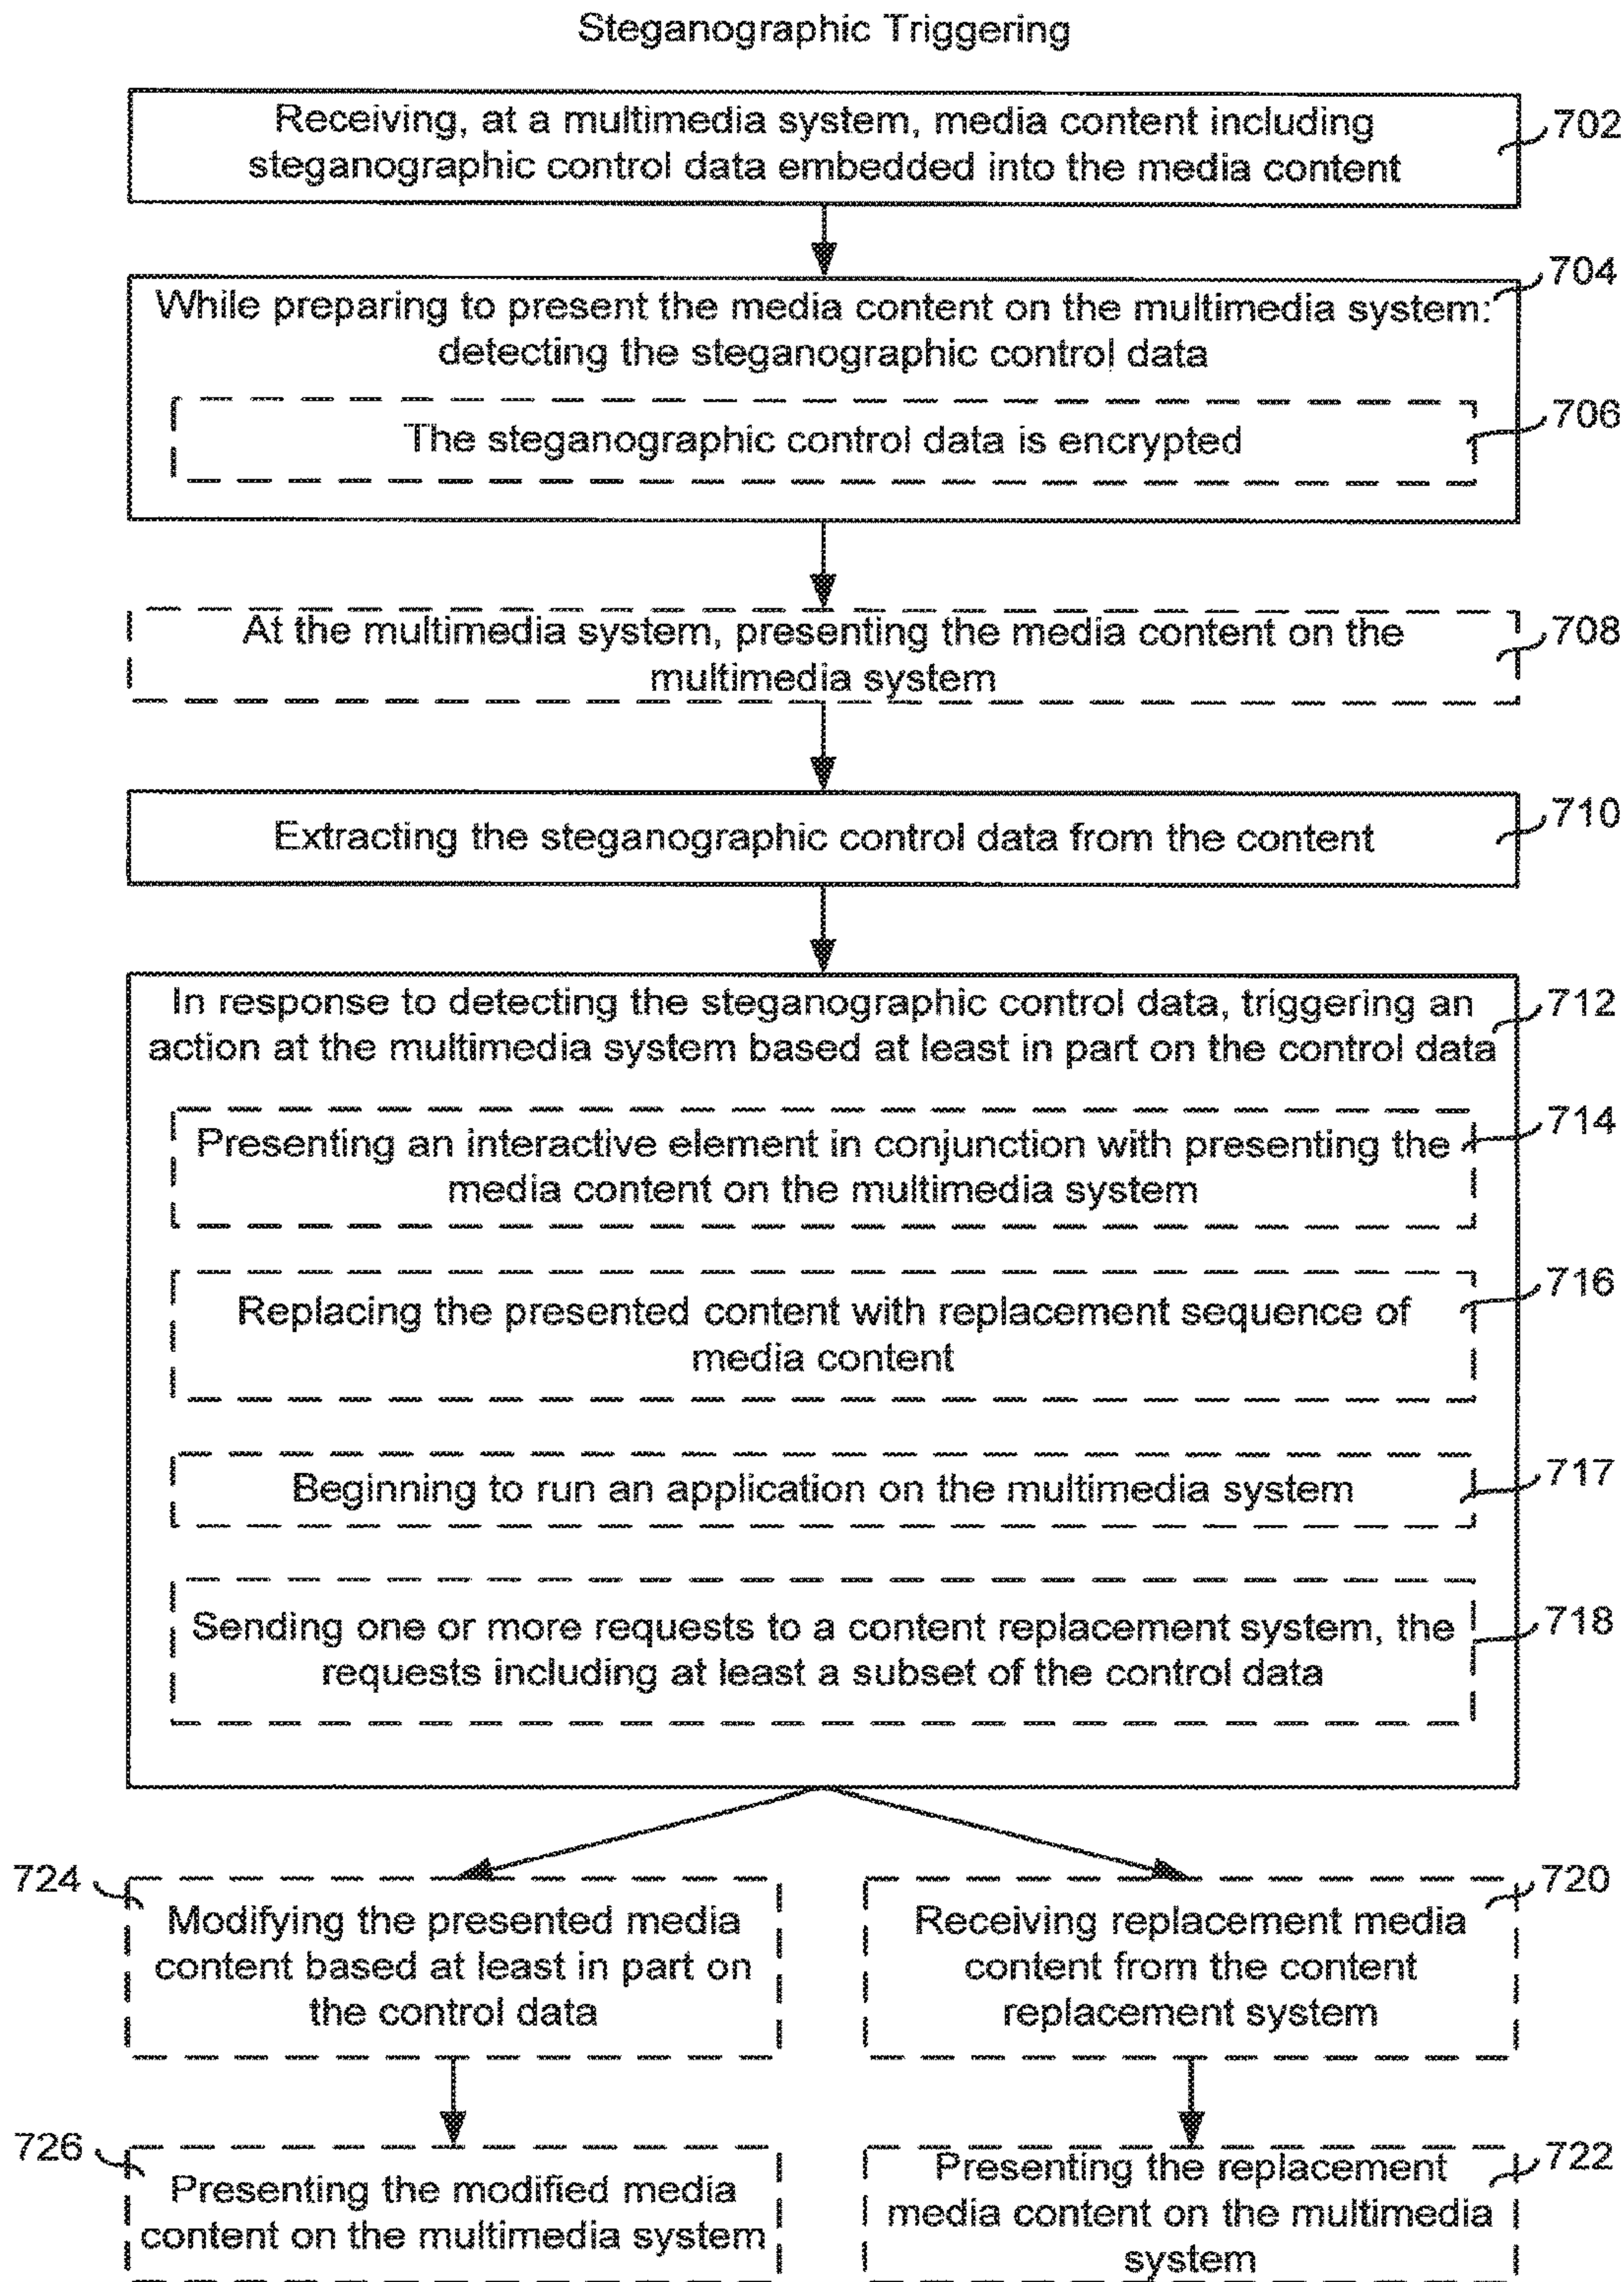 Steganographic Triggering
Receiving, at a multimedia system, media content including
steganographic control data embedded into the media content
702
While preparing to present the media content on the multimedia system:
detecting the steganographic control data
704
The steganographic control data is encrypted
706
At the multimedia system, presenting the media content on the
multimedia system
708
Extracting the steganographic control data from the content
710
In response to detecting the steganographic control data, triggering an
action at the multimedia system based at least in part on the control data
712
Presenting an interactive element in conjunction with presenting the
media content on the multimedia system
714
Replacing the presented content with replacement sequence of
media content
716
Beginning to run an application on the multimedia system
717
Sending one or more requests to a content replacement system, the
requests including at least a subset of the control data
718
724
Modifying the presented media
content based at least in part on
the control data
720
Receiving replacement media
content from the content
replacement system
726
Presenting the modified media
content on the multimedia system
722
Presenting the replacement
media content on the multimedia
system